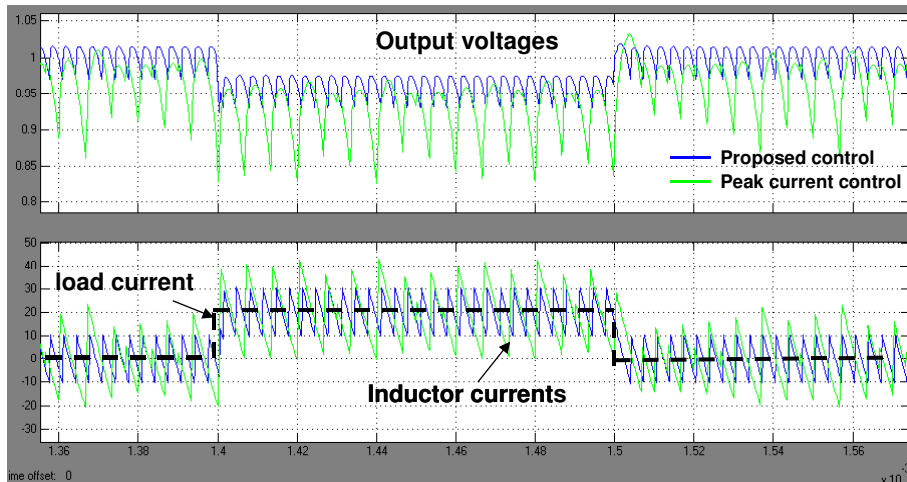 1.05
1
0.95
0.9
0.85
0.8
Output voltages
Proposed control
Peak current control
50
40
30
20
10
0
-10
-20
-30
load current
Inductor currents
1.36 1.38 1.4 1.42 1.44 1.46 1.48 1.5 1.52 1.54 1.56
ime offset: 0
x 10